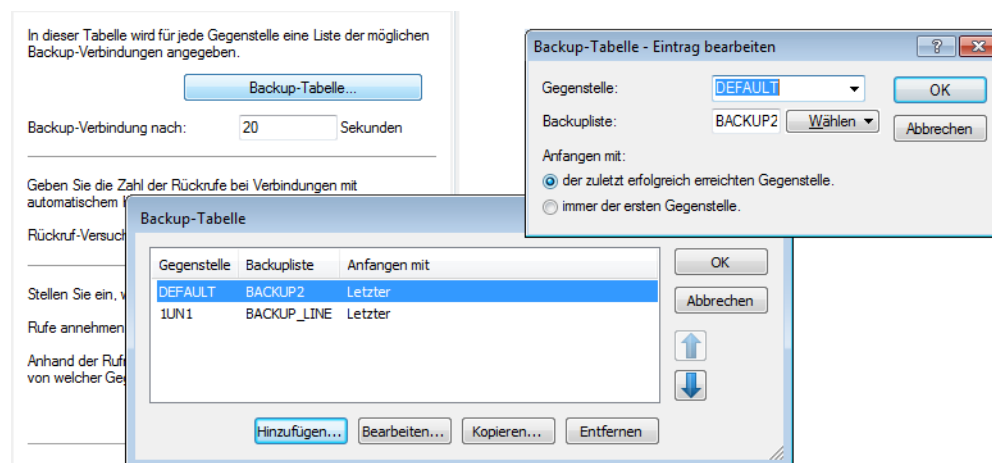 In dieser Tabelle wird für jede Gegenstelle eine Liste der möglichen
Backup-Verbindungen angegeben.
Backup-Tabelle...
Backup-Verbindung nach: 20 Sekunden
Geben Sie die Zahl der Rückrufe bei Verbindungen mit
automatischem
Rückruf-Versuch
Stellen Sie ein,
Rufe annehmen
Anhand der Rufn
von welcher Geg
Backup-Tabelle - Eintrag bearbeiten
Gegenstelle: DEFAULT OK
Backupliste: BACKUP2 Wählen Abbrechen
Anfangen mit:
der zuletzt erfolgreich erreichten Gegenstelle.
immer der ersten Gegenstelle.
Backup-Tabelle
Gegenstelle Backupliste Anfangen mit OK
DEFAULT BACKUP2 Letzter Abbrechen
1UN1 BACKUP_LINE Letzter
Hinzufügen... Bearbeiten... Kopieren... Entfernen